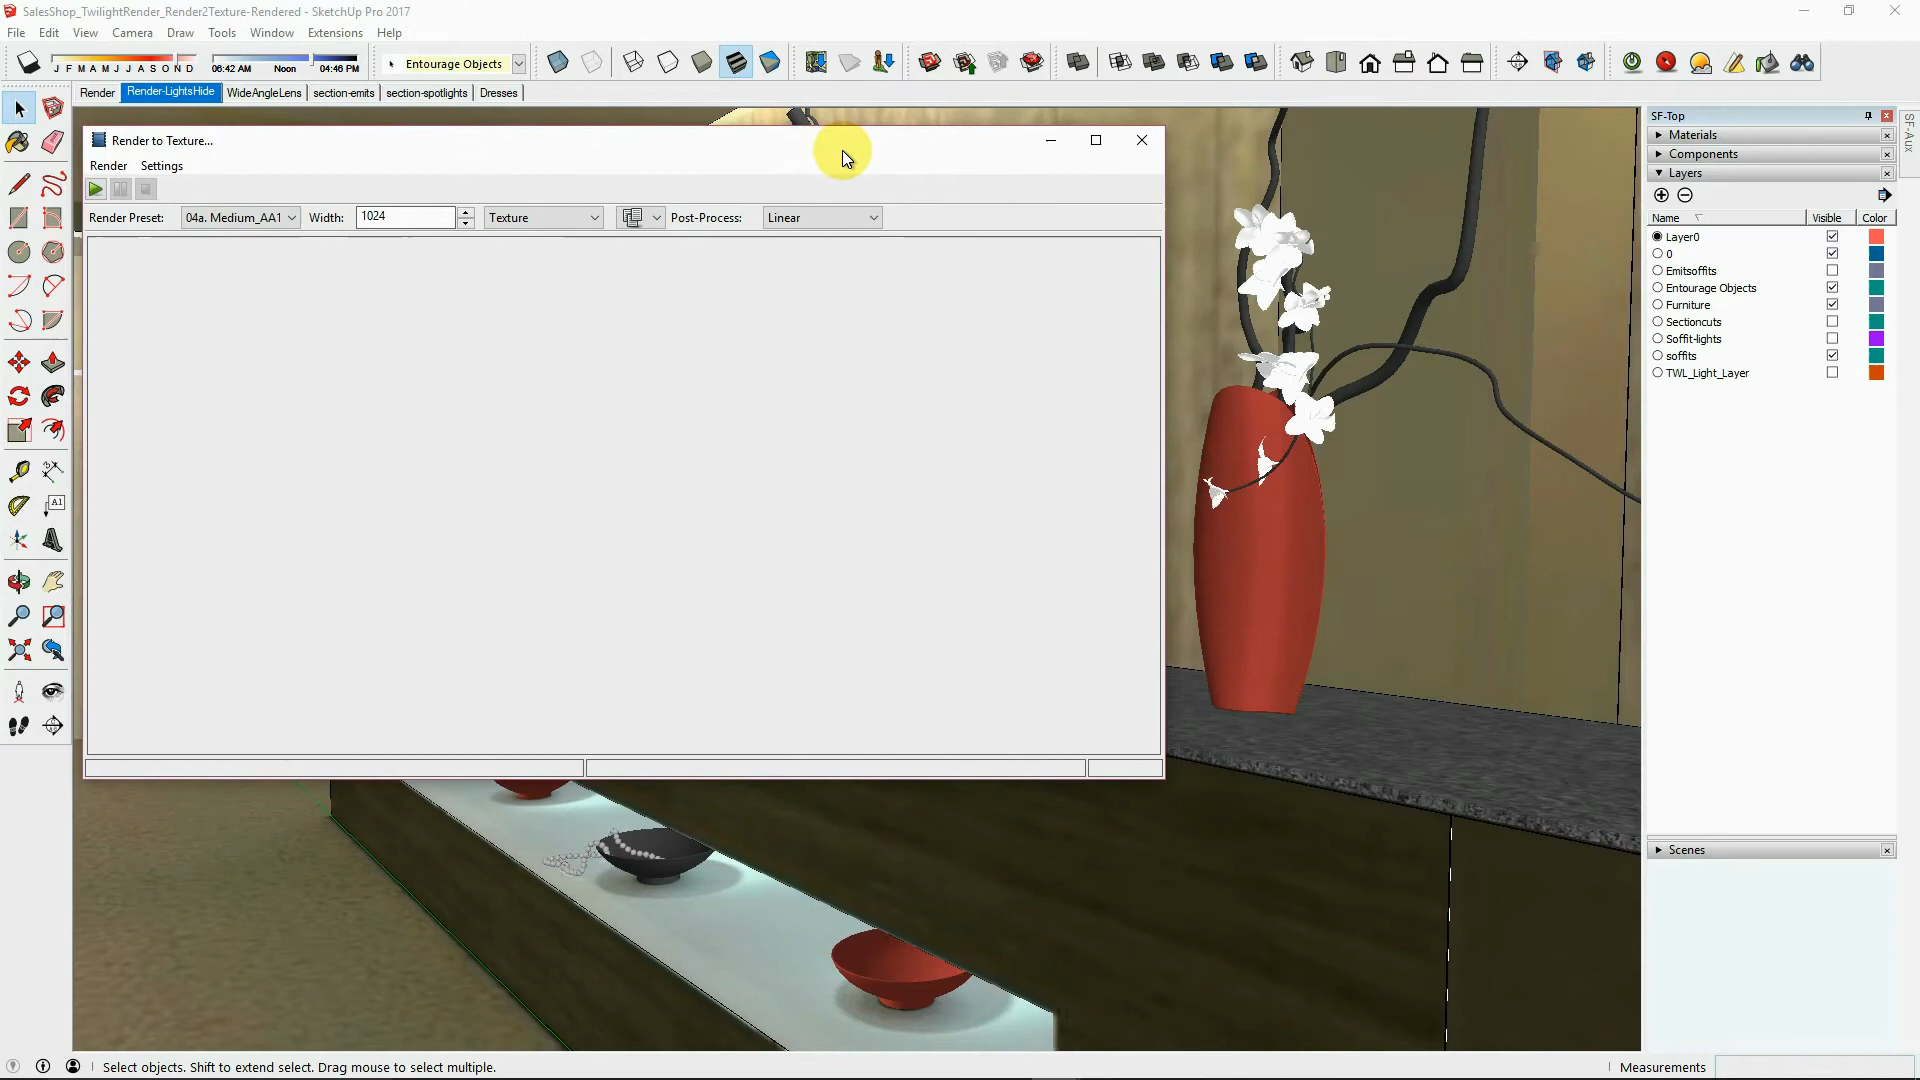 SalesShop_TwilightRender_Render2Texture-Rendered - SketchUp Pro 2017
File Edit View Camera Draw Tools Window Extensions Help
J F M A M J J A S O N D 06:42 AM Noon 04:46 PM Entourage Objects
Render Render-LightsHide WideAngleLens section-emits section-spotlights Dresses
Render to Texture...
Render Settings
Render Preset: 04a. Medium_AA1 Width: 1024 Texture Post-Process: Linear
SF-Top
SF-Aux
Materials
Components
Layers
Name Visible Color
Layer0
0
Emitsoffits
Entourage Objects
Furniture
Sectioncuts
Soffit-lights
soffits
TWL_Light_Layer
Scenes
Select objects. Shift to extend select. Drag mouse to select multiple.
Measurements